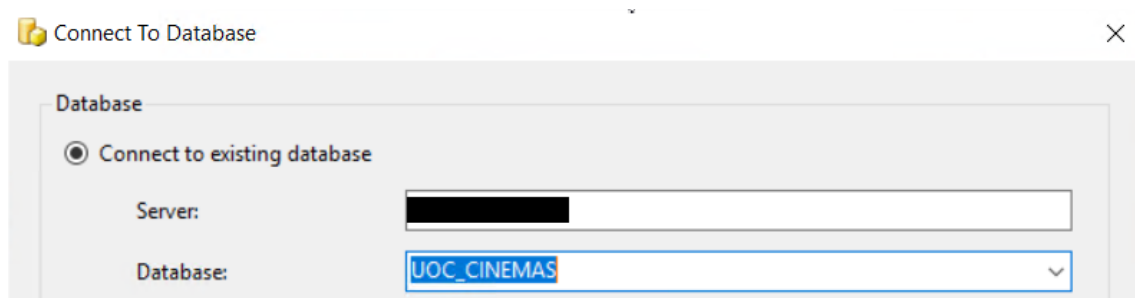 Connect To Database
Database
Connect to existing database
Server:
Database: UOC_CINEMAS